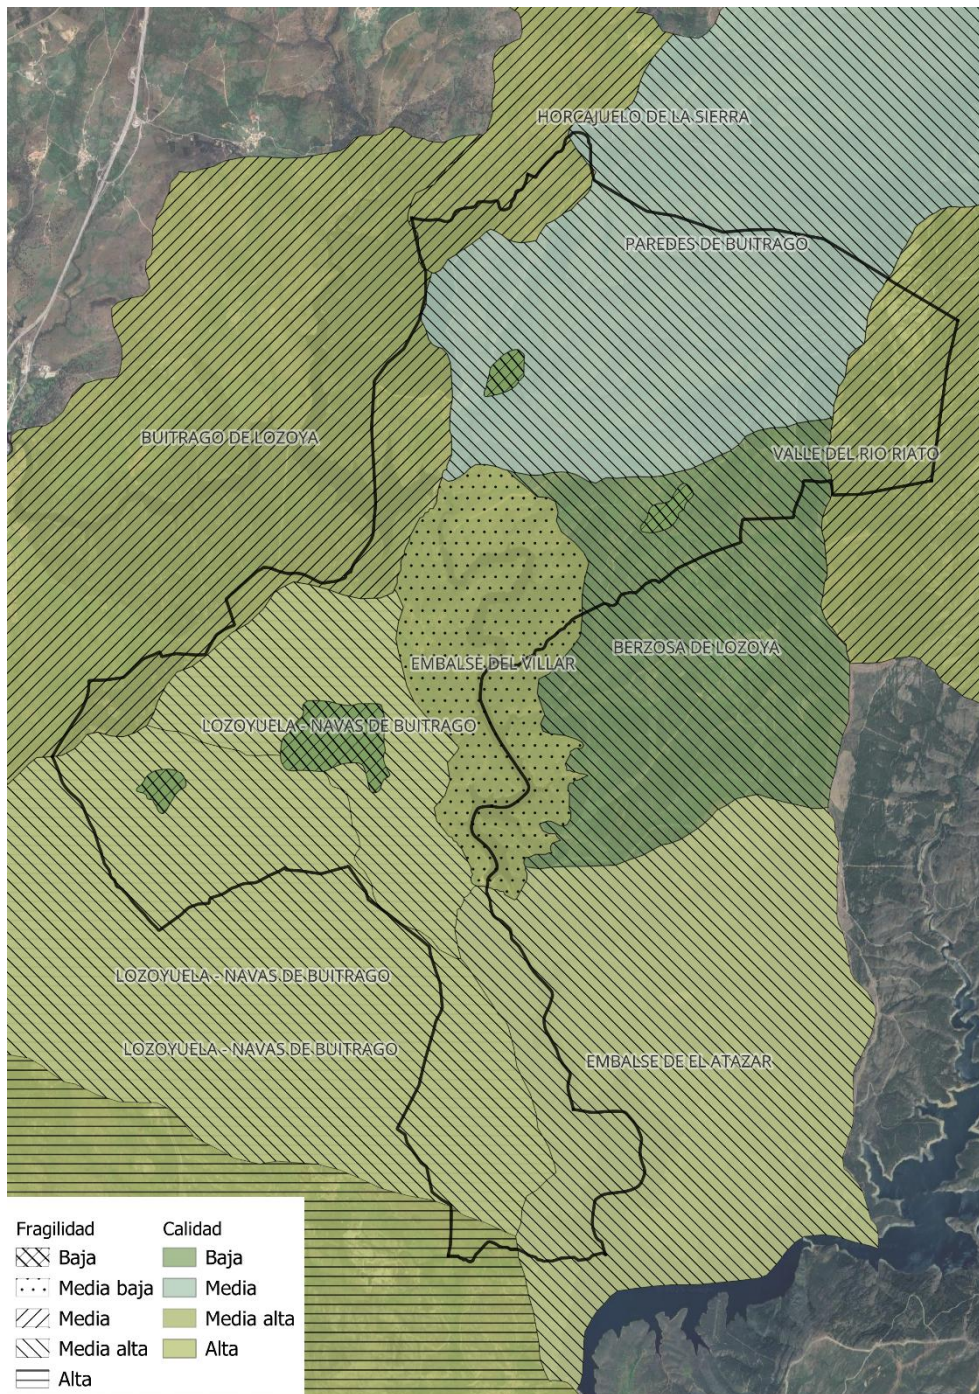 HORCAJUELO DE LA SIERRA
PAREDES DE BUITRAGO
BUITRAGO DE LOZOYA
VALLE DEL RIO RIATO
BERZOSA DE LOZOYA
EMBALSE DEL VILLAR
LOZOYUELA - NAVAS DE BUITRAGO
LOZOYUELA - NAVAS DE BUITRAGO
LOZOYUELA - NAVAS DE BUITRAGO
EMBALSE DE EL ATAZAR
Fragilidad
Baja
Media baja
Media
Media alta
Alta
Calidad
Baja
Media
Media alta
Alta